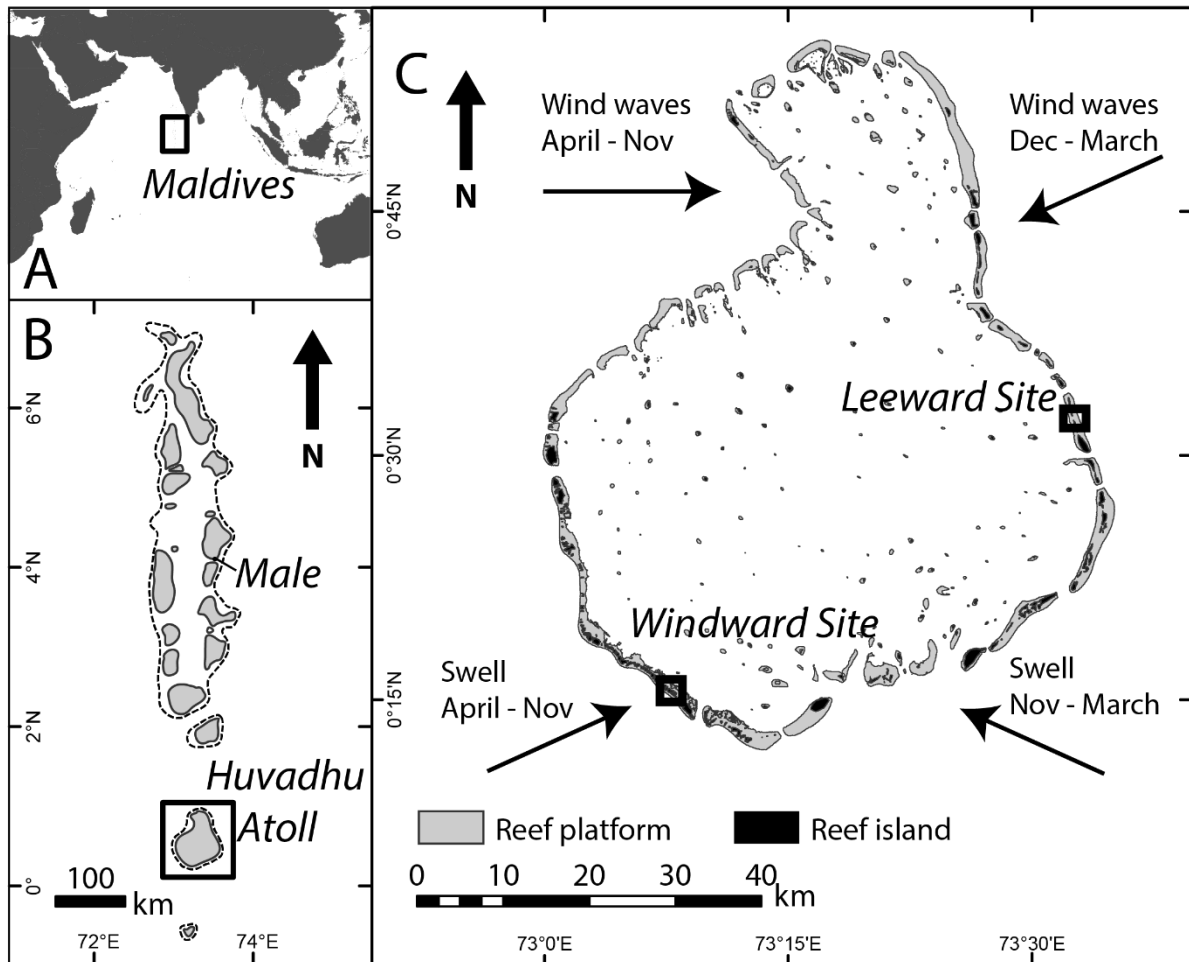 A
Maldives
B
N
6°N
4°N
2°N
0°
Male
Huvadhu
Atoll
100
km
72°E
74°E
C
N
Wind waves
April - Nov
Wind waves
Dec - March
0°45'N
0°30'N
0°15'N
Leeward Site
Windward Site
Swell
April - Nov
Swell
Nov - March
Reef platform
Reef island
0 10 20 30 40
km
73°0'E
73°15'E
73°30'E